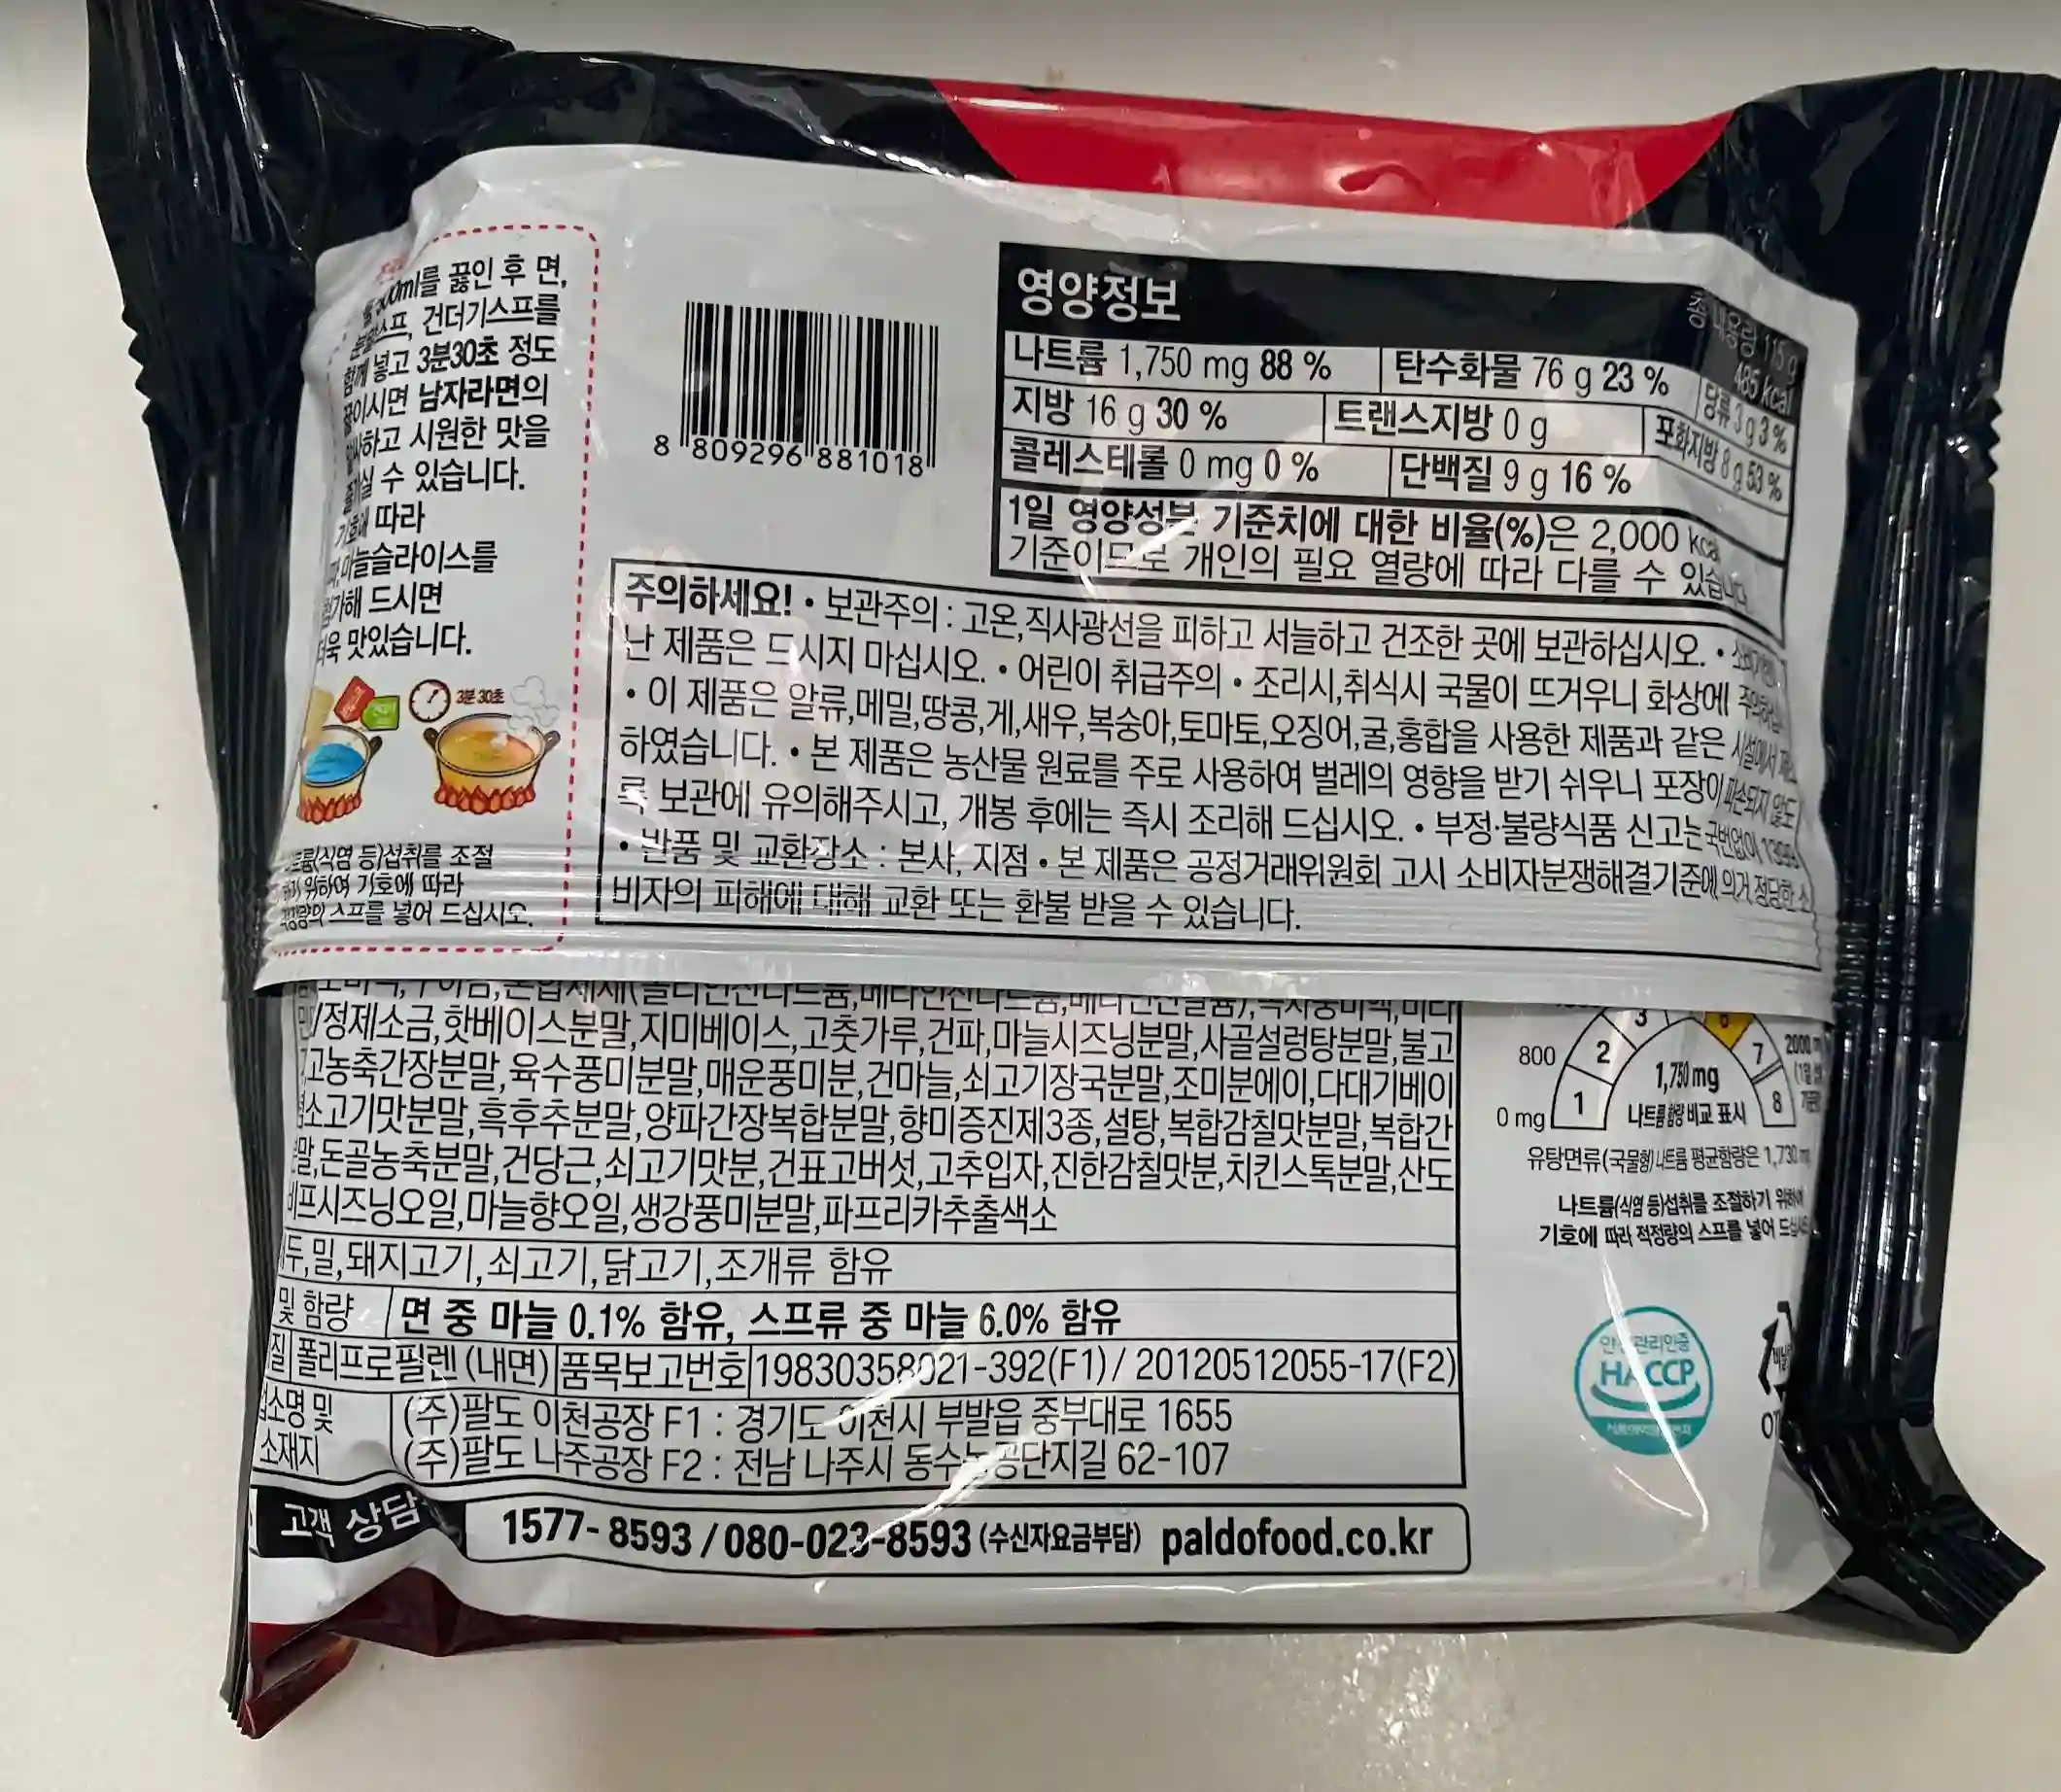 끓인 후 면,
건더기스프를
넣고 3분30초 정도
남자라면의
시원한 맛을
수 있습니다.
따라
마늘슬라이스를
드시면
맛있습니다.
3분 30초
섭취를 조절
위하여 기호에 따라
스프를 넣어 드십시오.
8 809296 881018
영양정보
총 내용량 115 g
485 kcal
나트륨 1,750 mg 88 % 탄수화물 76 g 23 % 당류 3 g 3 %
지방 16 g 30 % 트랜스지방 0 g 포화지방 8 g 53 %
콜레스테롤 0 mg 0 % 단백질 9 g 16 %
1일 영양성분 기준치에 대한 비율(%)은 2,000 kcal
기준이므로 개인의 필요 열량에 따라 다를 수 있습니다.
주의하세요! • 보관주의 : 고온,직사광선을 피하고 서늘하고 건조한 곳에 보관하십시오. •
난 제품은 드시지 마십시오. • 어린이 취급주의 • 조리시,취식시 국물이 뜨거우니 화상에
• 이 제품은 알류,메밀,땅콩,게,새우,복숭아,토마토,오징어,굴,홍합을 사용한 제품과 같은 시설에서
하였습니다. • 본 제품은 농산물 원료를 주로 사용하여 벌레의 영향을 받기 쉬우니 포장이 파손되지 않도
록 보관에 유의해주시고, 개봉 후에는 즉시 조리해 드십시오. • 부정·불량식품 신고는 국번없이 1399
• 반품 및 교환장소 : 본사, 지점 • 본 제품은 공정거래위원회 고시 소비자분쟁해결기준에 의거 정당한 소
비자의 피해에 대해 교환 또는 환불 받을 수 있습니다.
정제소금,핫베이스분말,지미베이스,고춧가루,건파,마늘시즈닝분말,사골설렁탕분말,불고
고농축간장분말,육수풍미분말,매운풍미분,건마늘,쇠고기장국분말,조미분에이,다대기베이
소고기맛분말,흑후추분말,양파간장복합분말,향미증진제3종,설탕,복합감칠맛분말,복합간
말,돈골농축분말,건당근,쇠고기맛분,건표고버섯,고추입자,진한감칠맛분,치킨스톡분말,산도
비프시즈닝오일,마늘향오일,생강풍미분말,파프리카추출색소
두,밀,돼지고기,쇠고기,닭고기,조개류 함유
및 함량 면 중 마늘 0.1% 함유, 스프류 중 마늘 6.0% 함유
질 폴리프로필렌 (내면) 품목보고번호 19830358021-392(F1)/ 20120512055-17(F2)
소명 및 (주)팔도 이천공장 F1 : 경기도 이천시 부발읍 중부대로 1655
소재지 (주)팔도 나주공장 F2 : 전남 나주시 동수농공단지길 62-107
고객 상담 1577-8593 / 080-023-8593 (수신자요금부담) paldofood.co.kr
0 mg 800 1 2 3 6 7 8
1,750 mg
나트륨 함량 비교 표시
유탕면류(국물형) 나트륨 평균함량은 1,730
나트륨(식염 등)섭취를 조절하기 위하여
기호에 따라 적정량의 스프를 넣어
HACCP